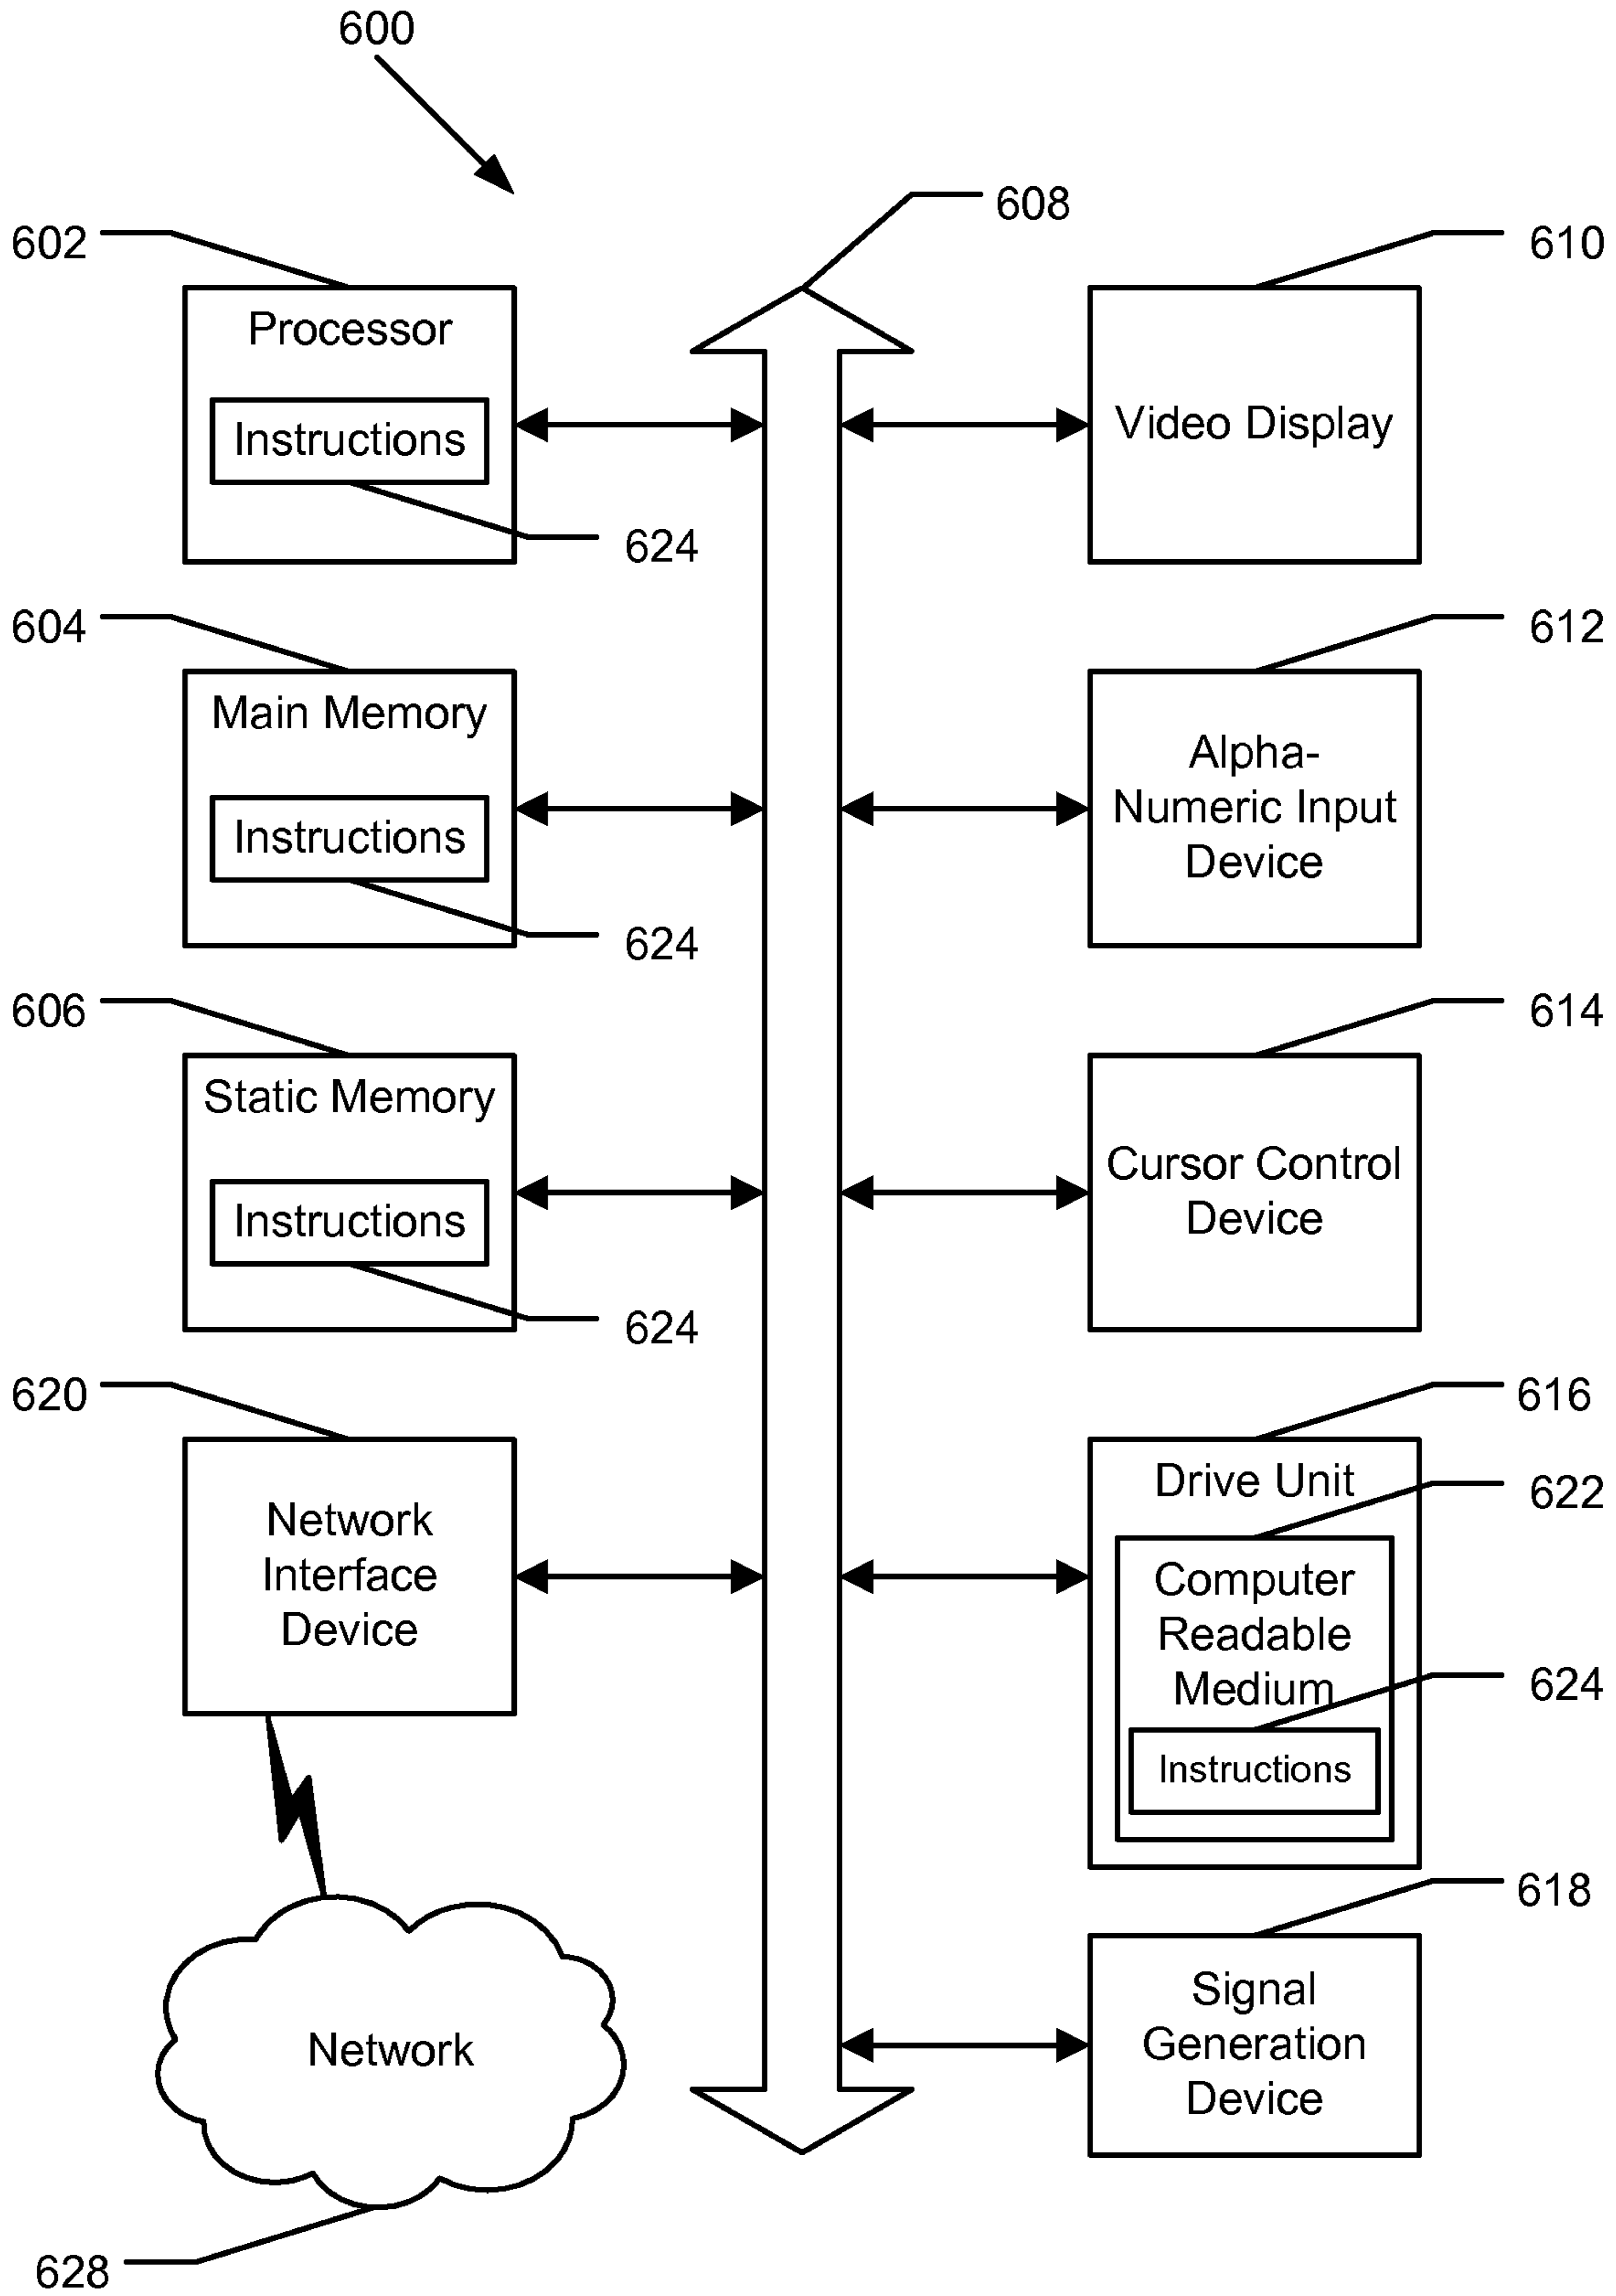 600
608
602
Processor
Instructions
624
610
Video Display
604
Main Memory
Instructions
624
612
Alpha-
Numeric Input
Device
606
Static Memory
Instructions
624
614
Cursor Control
Device
620
Network
Interface
Device
616
Drive Unit
622
Computer
Readable
Medium
624
Instructions
618
Signal
Generation
Device
Network
628